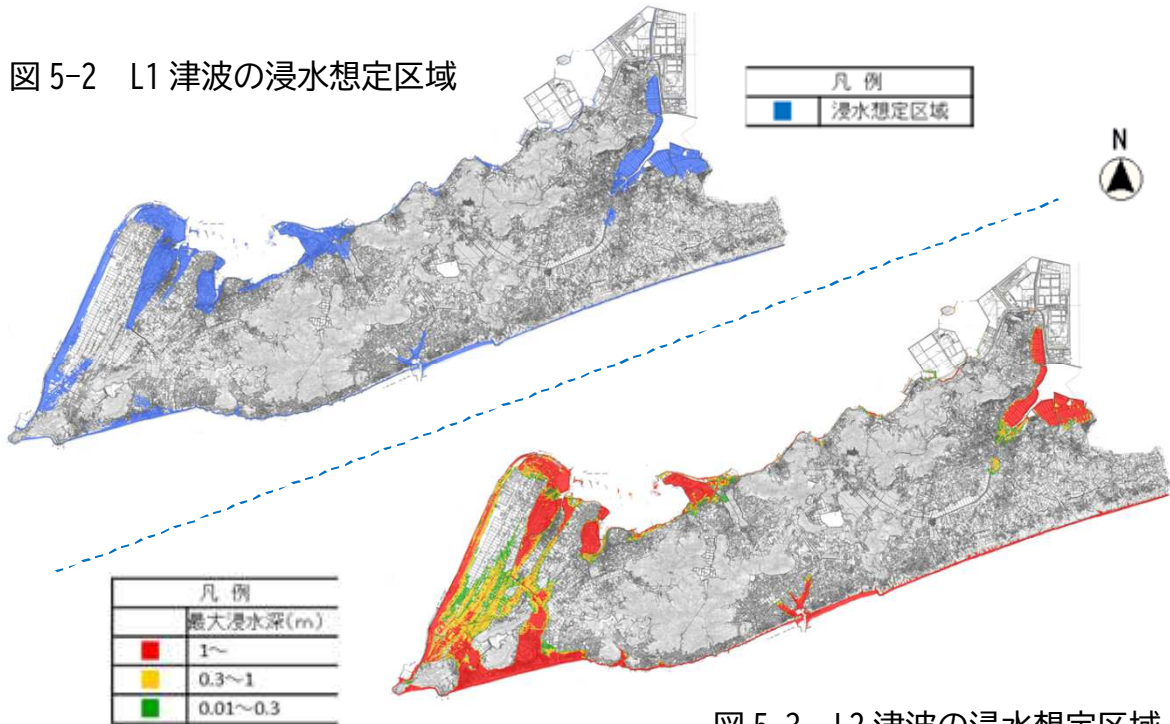 図 5-2 L1 津波の浸水想定区域
凡 例
浸水想定区域
N
凡 例
最大浸水深(m)
1~
0.3~1
0.01~0.3
図 5-3 L2 津波の浸水想定区域